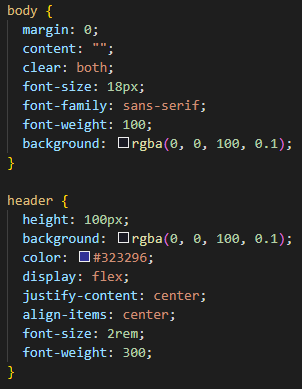 body {
  margin: 0;
  content: "";
  clear: both;
  font-size: 18px;
  font-family: sans-serif;
  font-weight: 100;
  background: rgba(0, 0, 100, 0.1);
}

header {
  height: 100px;
  background: rgba(0, 0, 100, 0.1);
  color: #323296;
  display: flex;
  justify-content: center;
  align-items: center;
  font-size: 2rem;
  font-weight: 300;
}